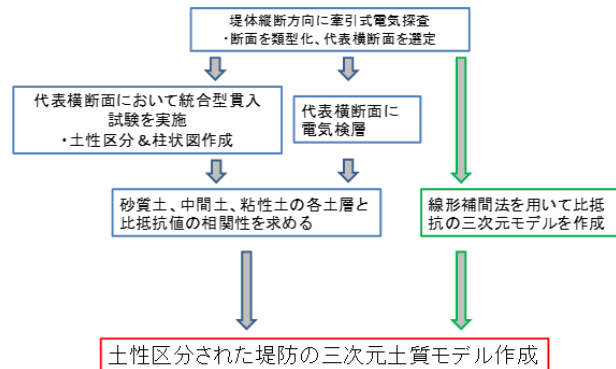 堤体縦断方向に牽引式電気探査
・断面を類型化、代表横断面を選定
代表横断面において統合型貫入
試験を実施
・土性区分＆柱状図作成
代表横断面に
電気検層
砂質土、中間土、粘性土の各土層と
比抵抗値の相関性を求める
線形補間法を用いて比抵
抗の三次元モデルを作成
土性区分された堤防の三次元土質モデル作成